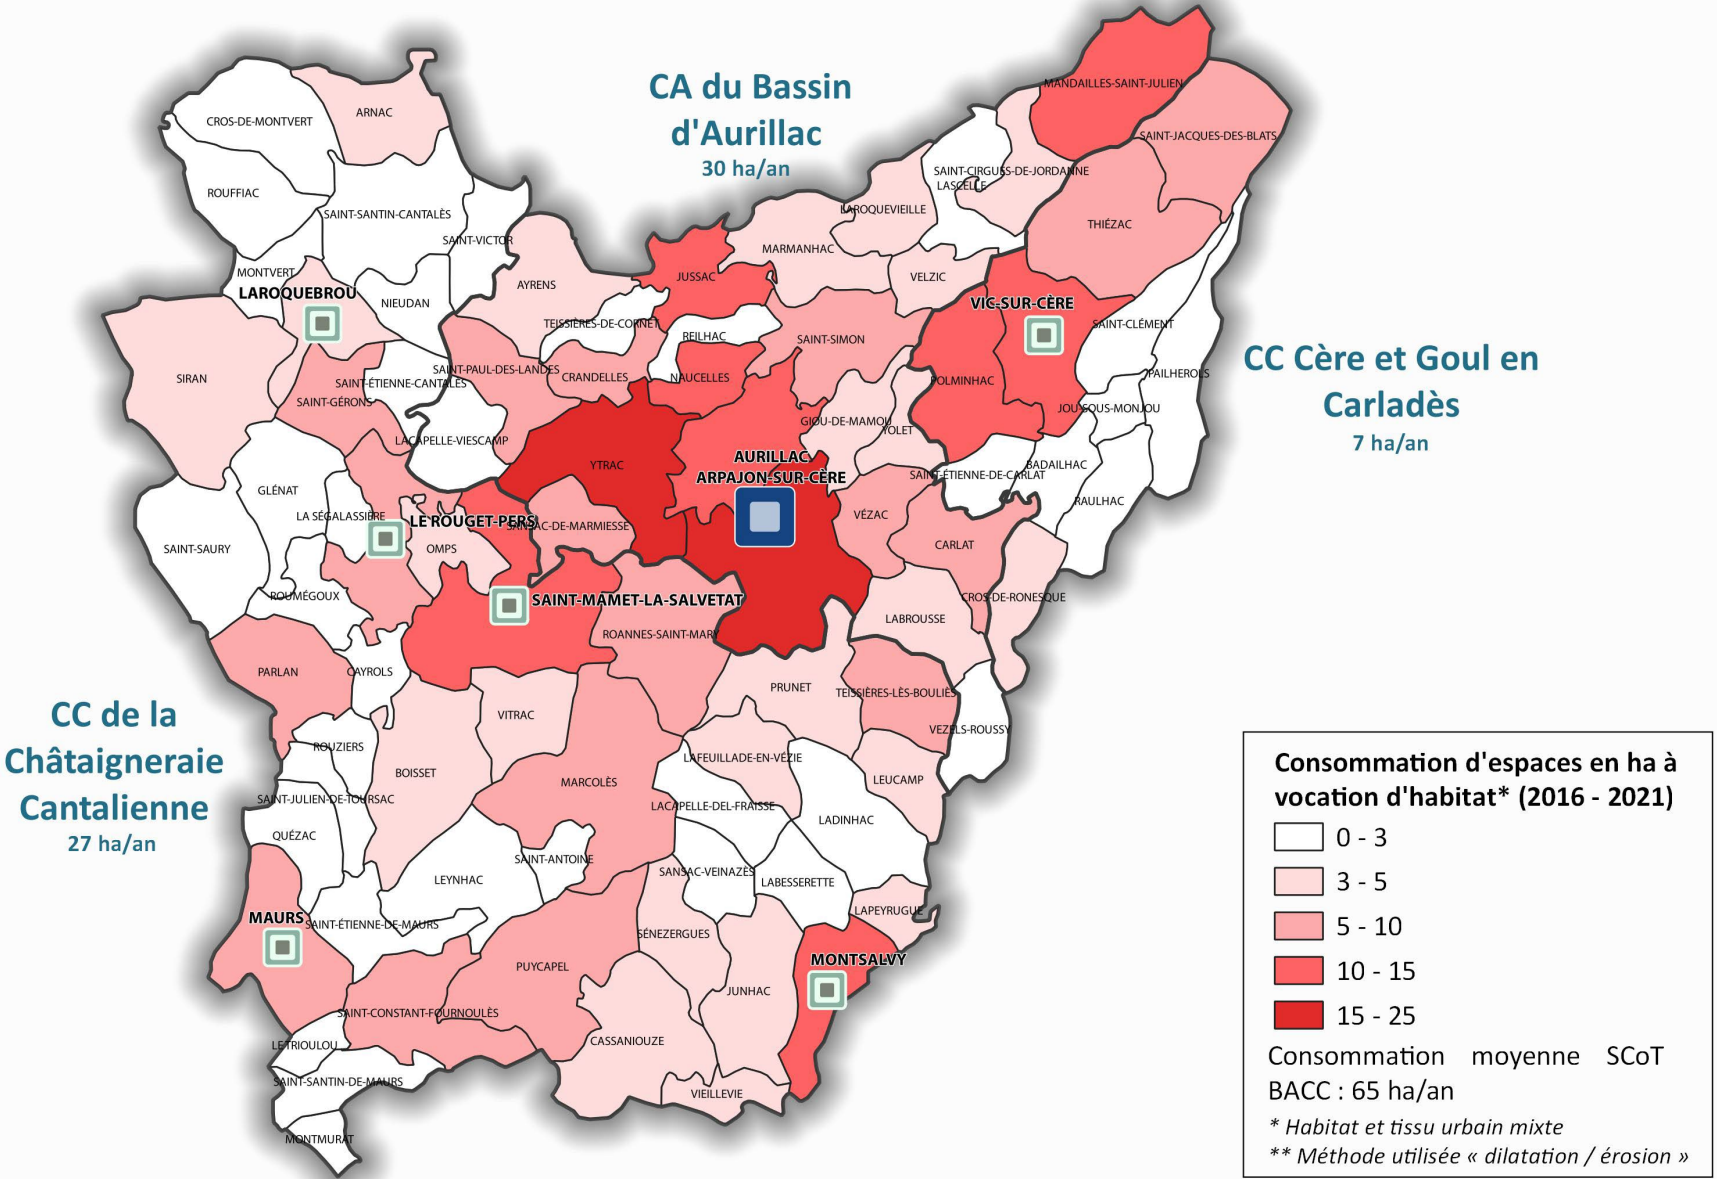 CA du Bassin
d'Aurillac
30 ha/an
MANDAILLES-SAINT-JULIEN
ARNAC
CROS-DE-MONTVERT
SAINT-JACQUES-DES-BLATS
SAINT-CIRGUES-DE-JORDANNE
LASCELLE
ROUFFIAC
LAROQUEVIEILLE
SAINT-SANTIN-CANTALÈS
THIÉZAC
SAINT-VICTOR
MARMANHAC
MONTVERT
JUSSAC
VELZIC
AYRENS
LAROQUEBROU
NIEUDAN
VIC-SUR-CÈRE
TEISSIÈRES-DE-CORNET
SAINT-CLÉMENT
REILHAC
SAINT-SIMON
CC Cère et Goul en
Carladès
7 ha/an
SAINT-PAUL-DES-LANDES
PAILHEROLS
SIRAN
CRANDELLES
NAUCELLES
POLMINHAC
SAINT-ÉTIENNE-CANTALÈS
SAINT-GÉRONS
JOU-SOUS-MONJOU
GIOU-DE-MAMOU
YOLET
LACAPELLE-VIESCAMP
AURILLAC
YTRAC
BADAILHAC
ARPAJON-SUR-CÈRE
SAINT-ÉTIENNE-DE-CARLAT
GLÉNAT
RAULHAC
LA SÉGALASSIÈRE
LE ROUGET-PERS
VÉZAC
SANSAC-DE-MARMIESSE
SAINT-SAURY
OMPS
CARLAT
ROUMÉGOUX
CROS-DE-RONESQUE
SAINT-MAMET-LA-SALVETAT
LABROUSSE
ROANNES-SAINT-MARY
PARLAN
CAYROLS
PRUNET
TEISSIÈRES-LÈS-BOULIÈS
CC de la
Châtaigneraie
Cantalienne
27 ha/an
VITRAC
VEZELS-ROUSSY
ROUZIERS
LAFEUILLADE-EN-VÉZIE
BOISSET
LEUCAMP
MARCOLÈS
SAINT-JULIEN-DE-TOURSAC
LACAPELLE-DEL-FRAISSE
LADINHAC
QUÉZAC
SAINT-ANTOINE
SANSAC-VEINAZÈS
LEYNHAC
LABESSERETTE
LAPEYRUGUE
MAURS
SAINT-ÉTIENNE-DE-MAURS
SÉNEZERGUES
MONTSALVY
PUYCAPEL
JUNHAC
SAINT-CONSTANT-FOURNOULÈS
CASSANIOUZE
LE TRIOULOU
SAINT-SANTIN-DE-MAURS
VIEILLEVIE
MONTMURAT
Consommation d'espaces en ha à
vocation d'habitat* (2016 - 2021)
0 - 3
3 - 5
5 - 10
10 - 15
15 - 25
Consommation moyenne SCoT
BACC : 65 ha/an
* Habitat et tissu urbain mixte
** Méthode utilisée « dilatation / érosion »